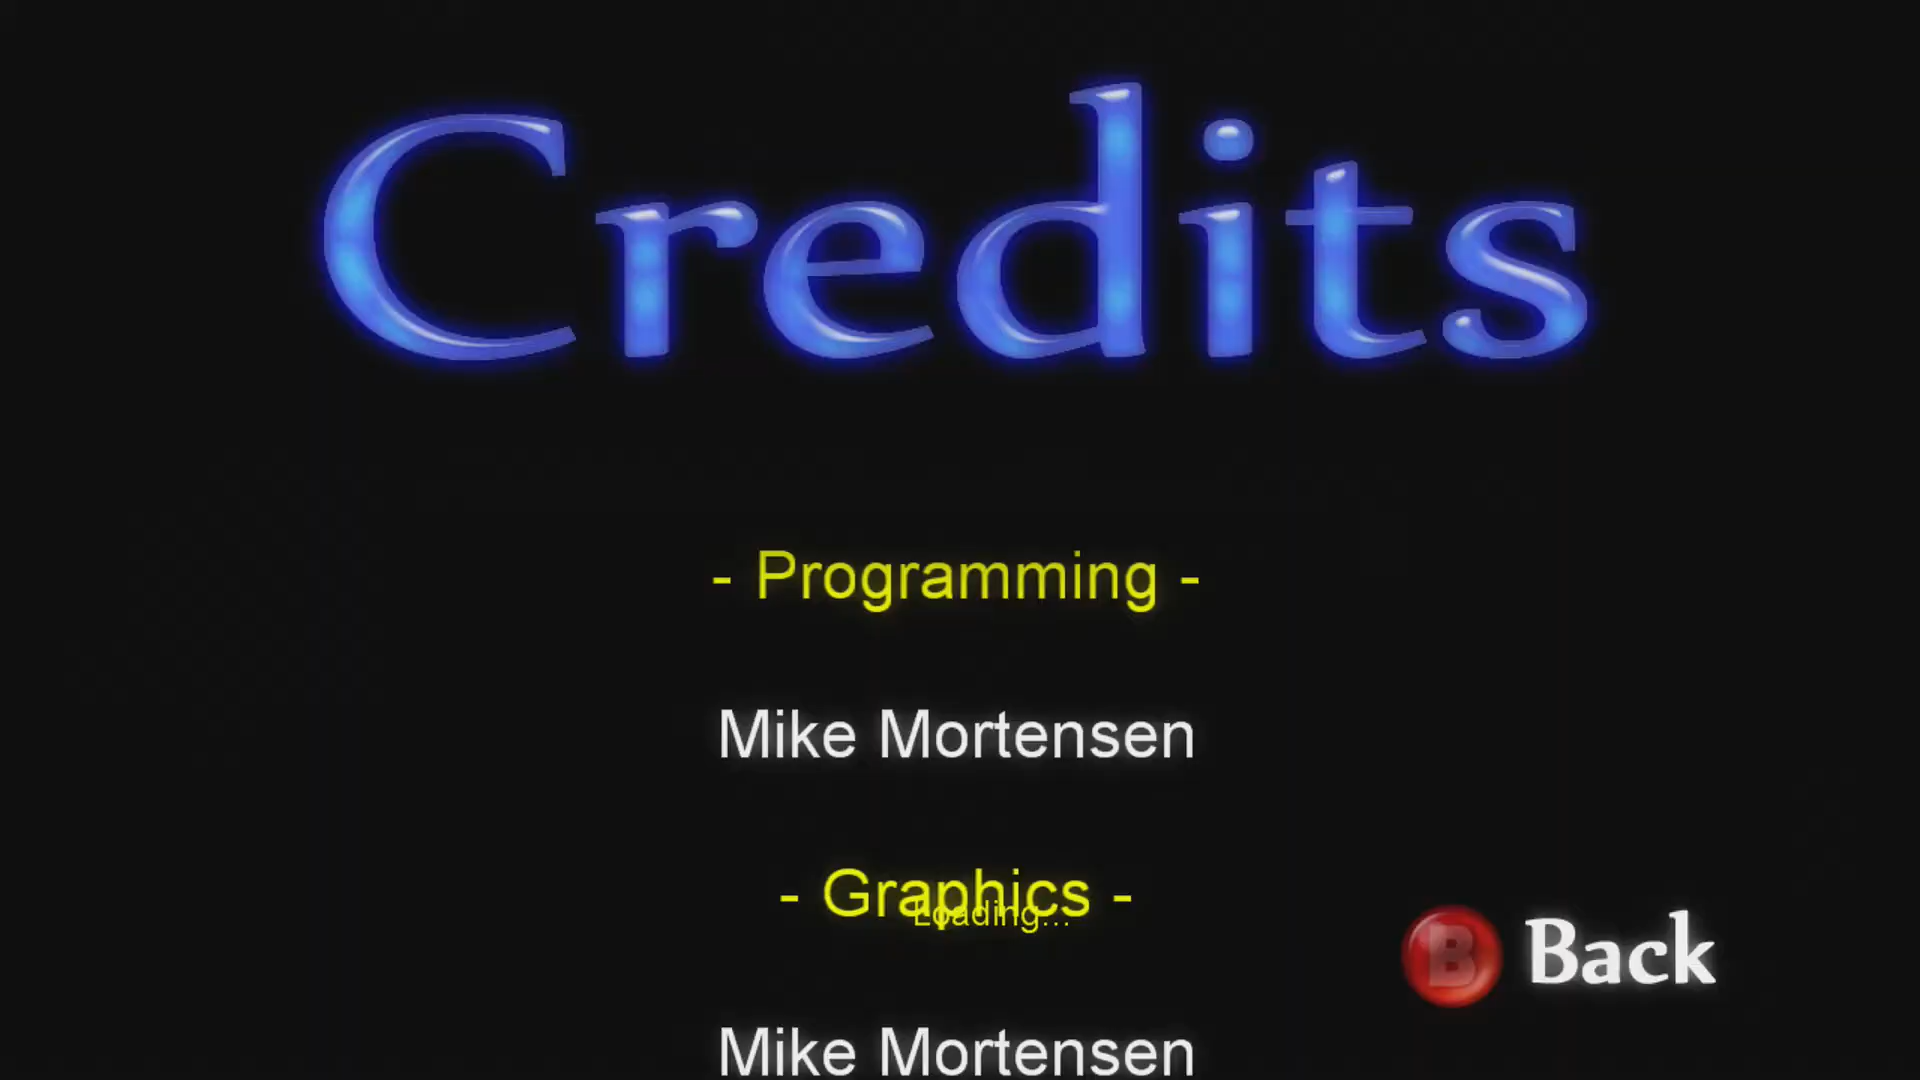 Credits
- Programming -
Mike Mortensen
- Graphics -
Loading...
B Back
Mike Mortensen